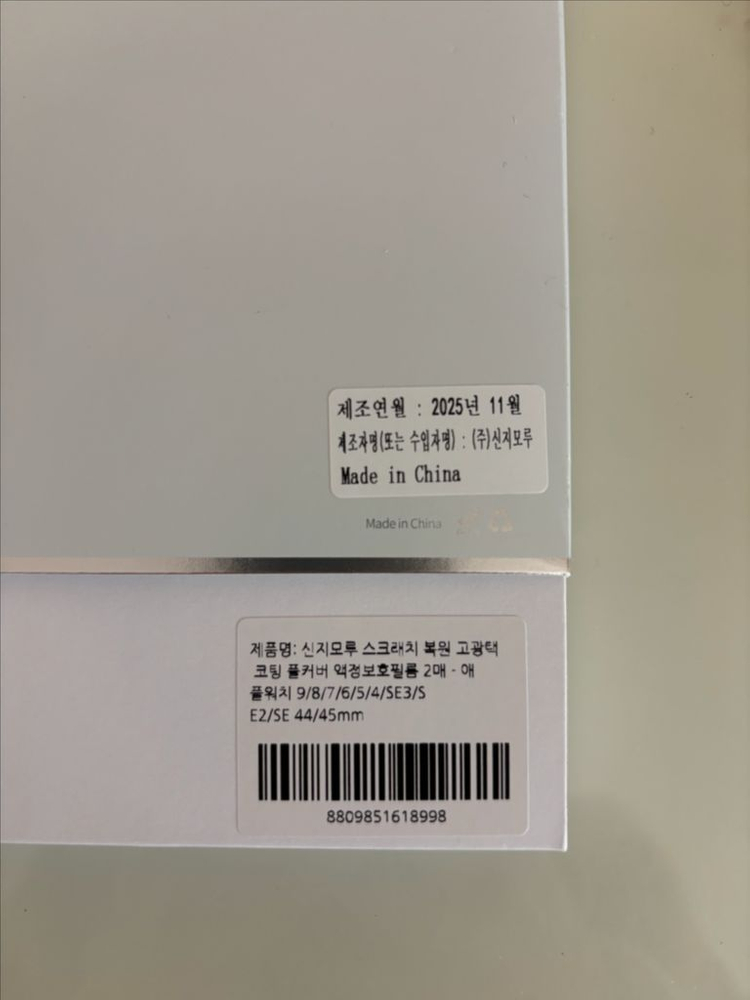 제조연월 : 2025년 11월
제조자명(또는 수입자명) : (주)신지모루
Made in China
Made in China
제품명: 신지모루 스크래치 복원 고광택
코팅 풀커버 액정보호필름 2매 - 애
플워치 9/8/7/6/5/4/SE3/S
E2/SE 44/45mm
8809851618998